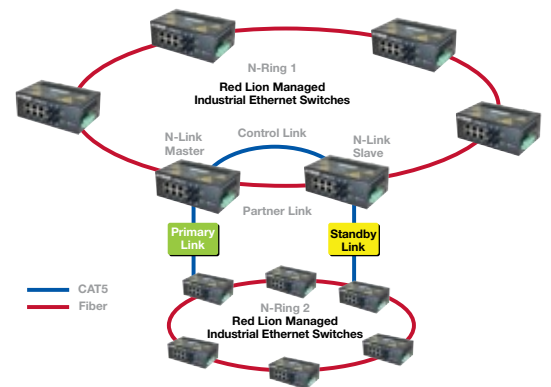 N-Ring 1
Red Lion Managed
Industrial Ethernet Switches
N-Link
Master
Control Link
N-Link
Slave
Partner Link
Primary
Link
Standby
Link
CAT5
Fiber
N-Ring 2
Red Lion Managed
Industrial Ethernet Switches